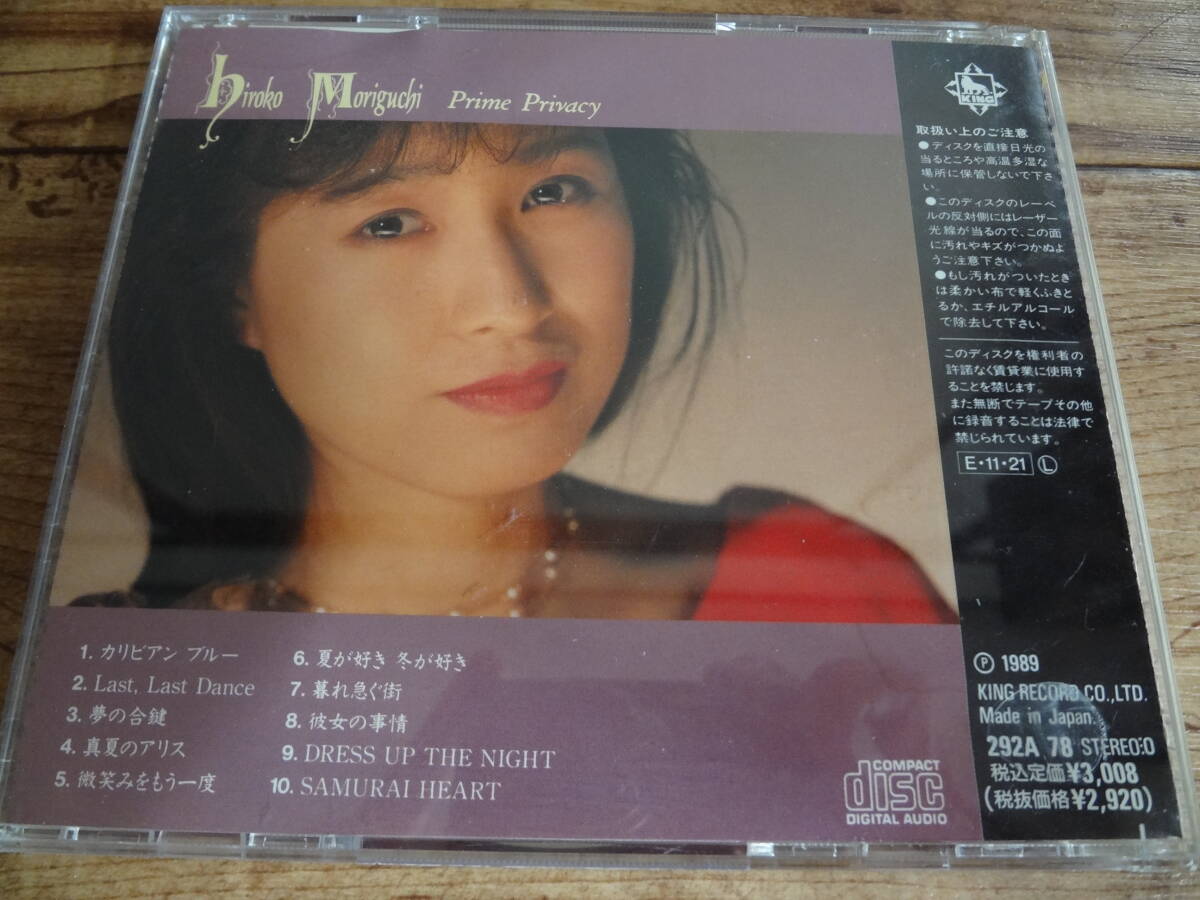 hiroko Moriguchi Prime Privacy
1. カリビアン ブルー
2. Last, Last Dance
3. 夢の合鍵
4. 真夏のアリス
5. 微笑みをもう一度
6. 夏が好き 冬が好き
7. 暮れ急ぐ街
8. 彼女の事情
9. DRESS UP THE NIGHT
10. SAMURAI HEART
COMPACT
disc
DIGITAL AUDIO
KING
取扱い上のご注意
●ディスクを直接日光の
当るところや高温多湿な
場所に保管しないで下さ
い。
●このディスクのレーベ
ルの反対側にはレーザー
光線が当るので、この面
に汚れやキズがつかぬよ
うご注意下さい。
●もし汚れがついたとき
は柔かい布で軽くふきと
るか、エチルアルコール
で除去して下さい。
このディスクを権利者の
許諾なく賃貸業に使用す
ることを禁じます。
また無断でテープその他
に録音することは法律で
禁じられています。
E・11・21 Ⓛ
Ⓟ 1989
KING RECORD CO.,LTD.
Made in Japan.
292A 78 STEREO:O
税込定価¥3,008
(税抜価格¥2,920)